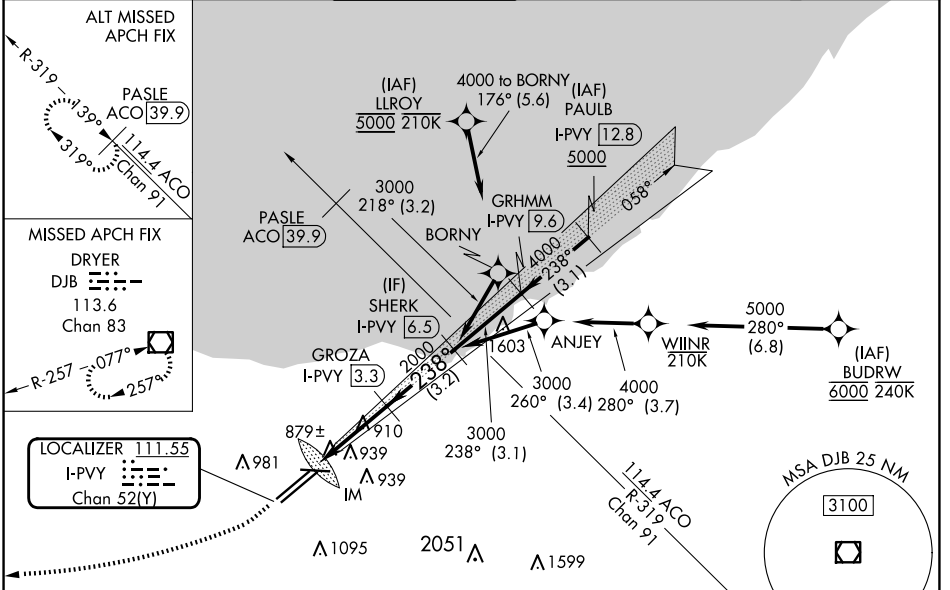 ALT MISSED
APCH FIX
R-319
PASLE
ACO 39.9
139°
319°
114.4 ACO
Chan 91
MISSED APCH FIX
DRYER
DJB
113.6
Chan 83
R-257
077°
257°
LOCALIZER 111.55
I-PVY
Chan 52(Y)
(IAF)
LLROY
5000 210K
4000 to BORNY
176° (5.6)
(IAF)
PAULB
I-PVY 12.8
5000
058°
3000
218° (3.2)
GRHMM
I-PVY 9.6
BORNY
4000
238°
(3.1)
PASLE
ACO 39.9
(IF)
SHERK
I-PVY 6.5
GROZA
I-PVY 3.3
2000
238°
(3.2)
1603
ANJEY
WIINR
210K
5000
280°
(6.8)
(IAF)
BUDRW
6000 240K
3000
260° (3.4)
4000
280° (3.7)
3000
238° (3.1)
879±
910
939
939
981
IM
1095
2051
1599
114.4 ACO
R-319
Chan 91
MSA DJB 25 NM
3100